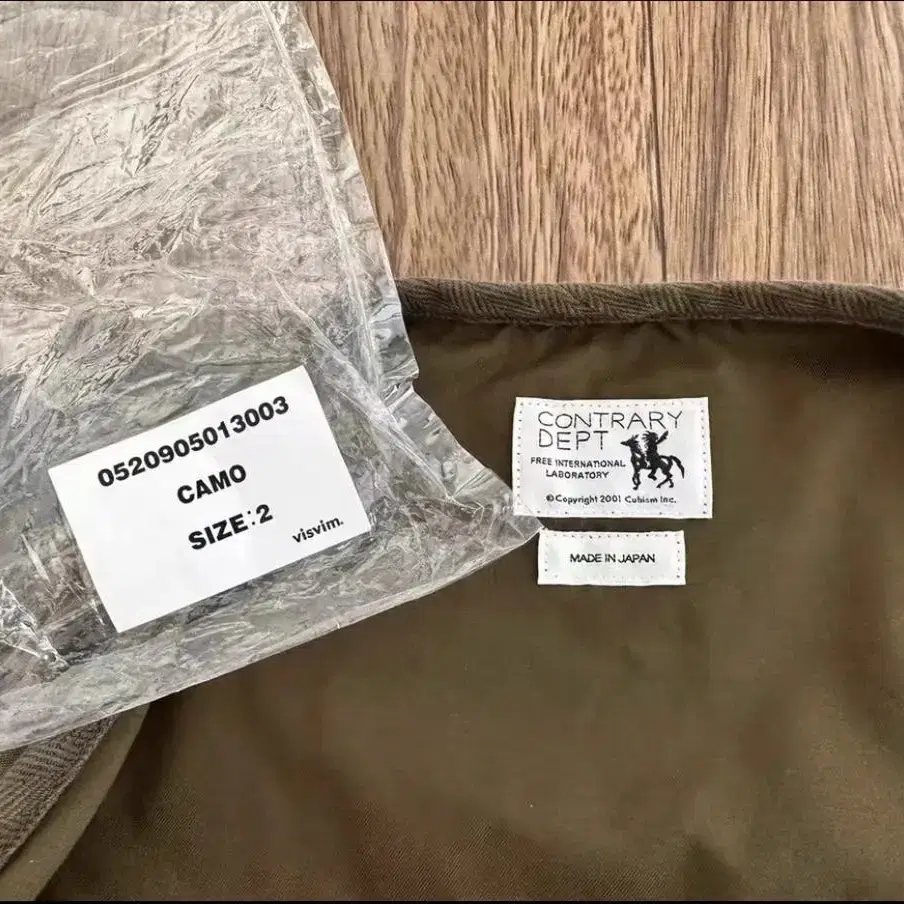 0520905013003
CAMO
SIZE:2
visvim.
CONTRARY
DEPT
FREE INTERNATIONAL
LABORATORY
©Copyright 2001 Cubism Inc.
MADE IN JAPAN